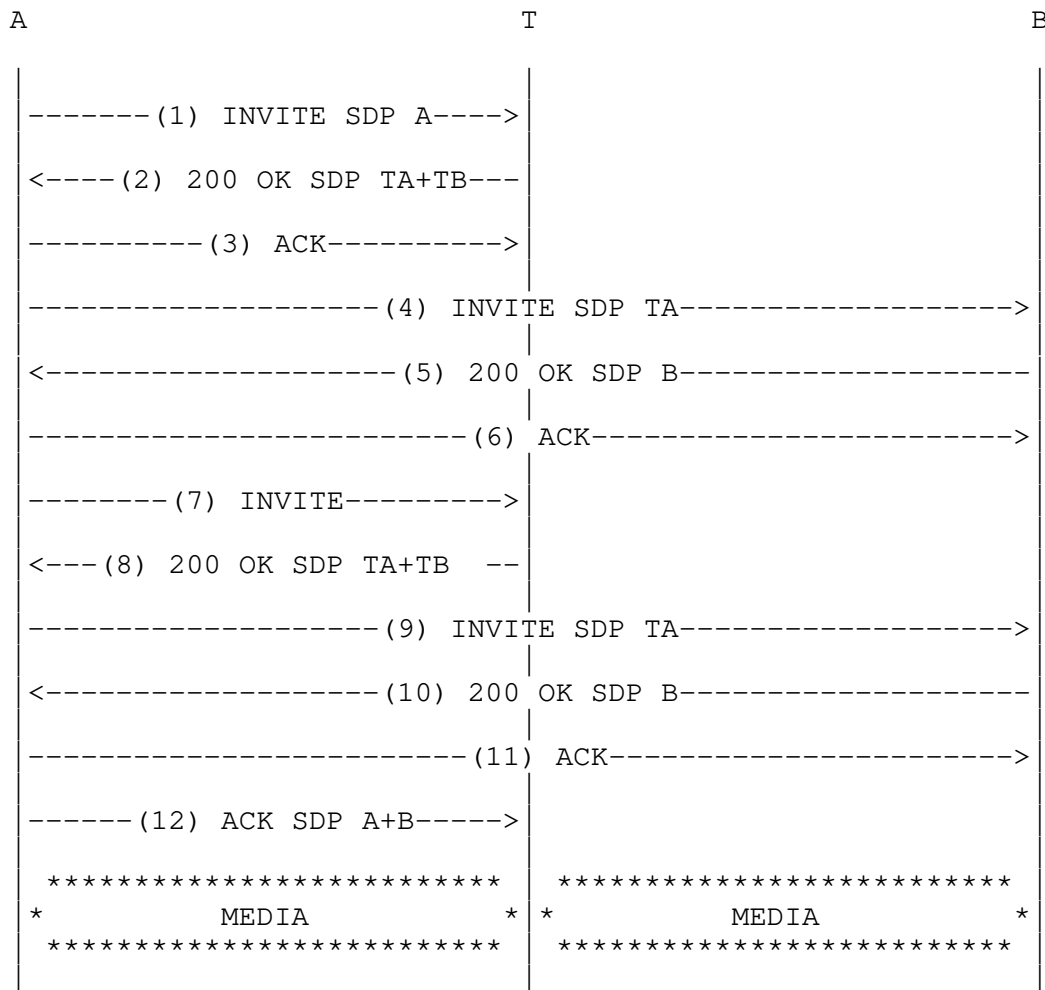 A T B
-------(1) INVITE SDP A---->
<----(2) 200 OK SDP TA+TB---
----------(3) ACK---------->
--------------------(4) INVITE SDP TA------------------->
<--------------------(5) 200 OK SDP B--------------------
-------------------------(6) ACK------------------------>
--------(7) INVITE--------->
<---(8) 200 OK SDP TA+TB  --
--------------------(9) INVITE SDP TA------------------->
<-------------------(10) 200 OK SDP B--------------------
-------------------------(11) ACK----------------------->
------(12) ACK SDP A+B----->
************************** **************************
* MEDIA * * MEDIA *
************************** **************************